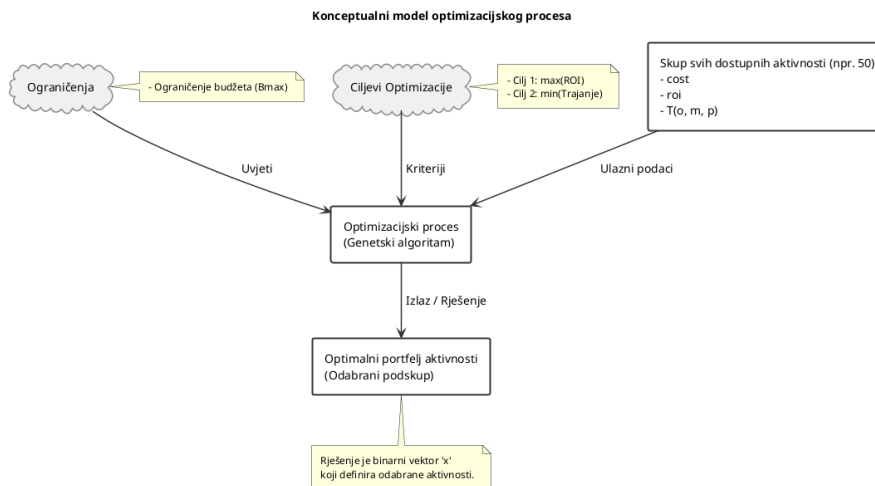 Konceptualni model optimizacijskog procesa
Ograničenja
- Ograničenje budžeta (Bmax)
Ciljevi Optimizacije
- Cilj 1: max(ROI)
- Cilj 2: min(Trajanje)
Skup svih dostupnih aktivnosti (npr. 50)
- cost
- roi
- T(o, m, p)
Uvjeti
Kriteriji
Ulazni podaci
Optimizacijski proces
(Genetski algoritam)
Izlaz / Rješenje
Optimalni portfelj aktivnosti
(Odabrani podskup)
Rješenje je binarni vektor 'x'
koji definira odabrane aktivnosti.